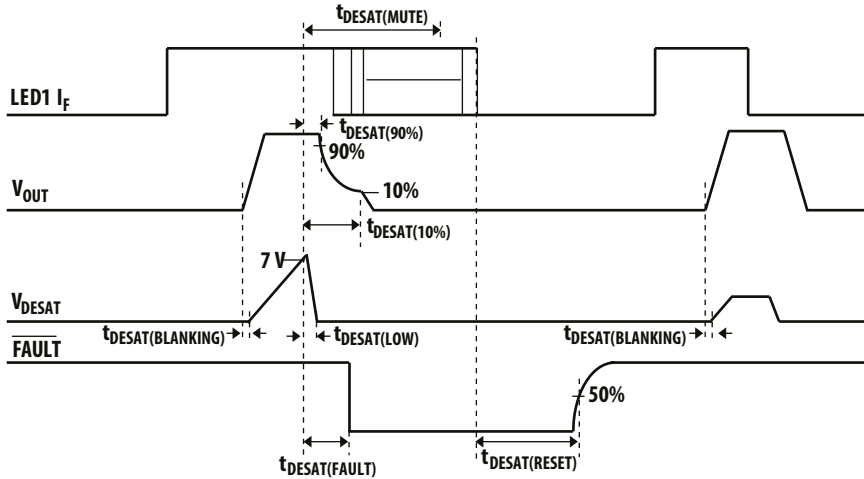 tDESAT(MUTE)
LED1 IF
tDESAT(90%)
90%
VOUT
10%
tDESAT(10%)
7 V
VDESAT
tDESAT(BLANKING)
tDESAT(LOW)
tDESAT(BLANKING)
FAULT
50%
tDESAT(FAULT)
tDESAT(RESET)